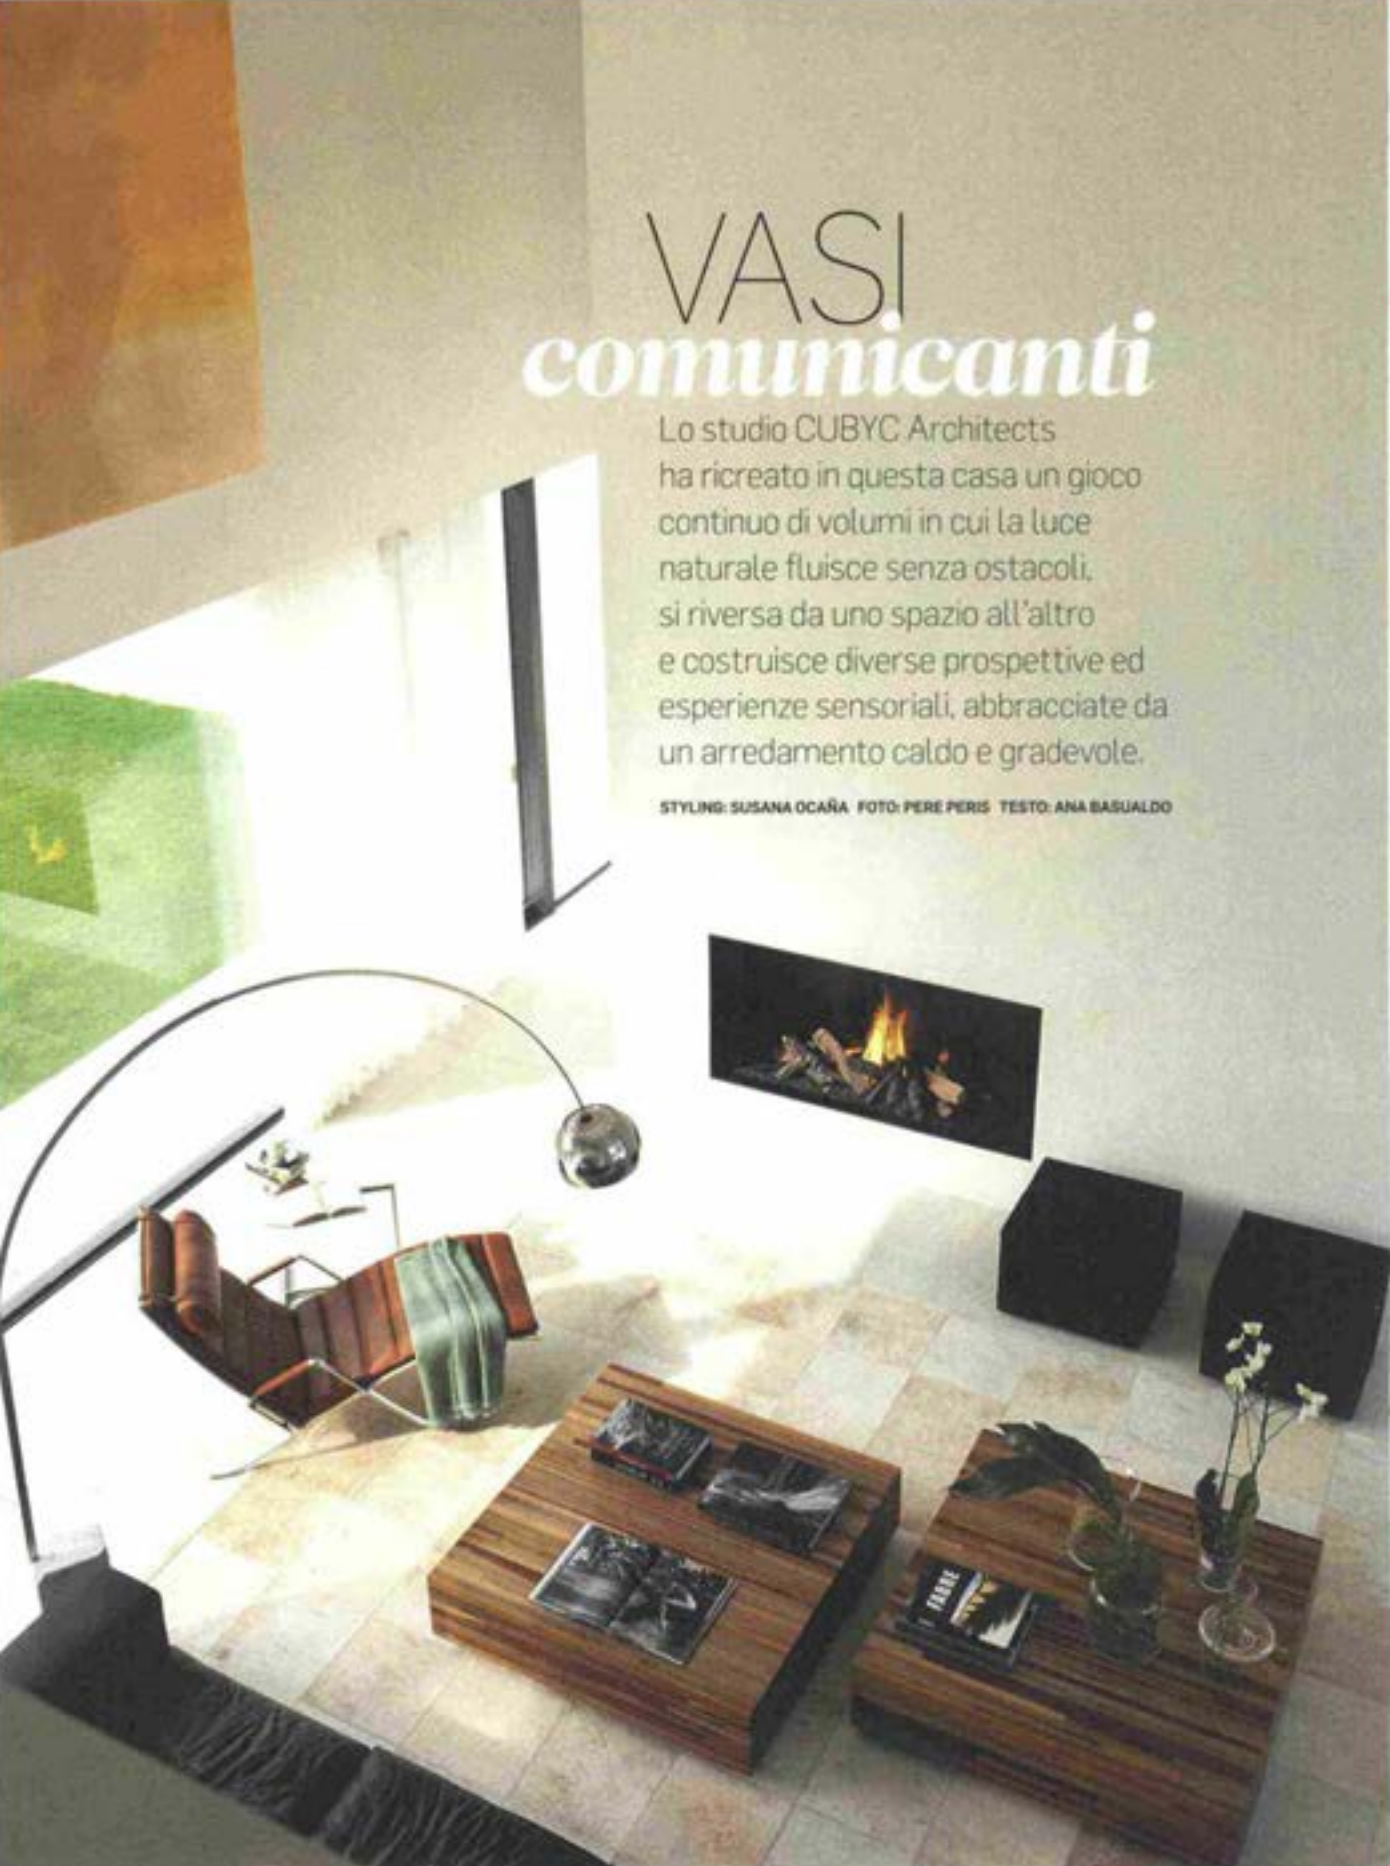 VASI
comunicanti
Lo studio CUBYC Architects
ha ricreato in questa casa un gioco
continuo di volumi in cui la luce
naturale fluisce senza ostacoli,
si riversa da uno spazio all'altro
e costruisce diverse prospettive ed
esperienze sensoriali, abbracciate da
un arredamento caldo e gradevole.
STYLING: SUSANA OCAÑA FOTO: PERE PERIS TESTO: ANA BASUALDO
FABRE